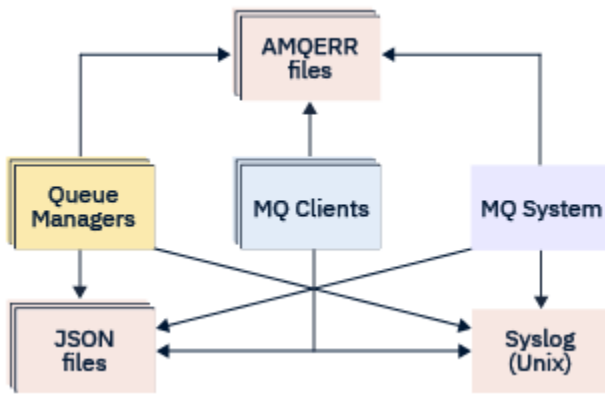 AMQERR
files
Queue
Managers
MQ Clients
MQ System
JSON
files
Syslog
(Unix)